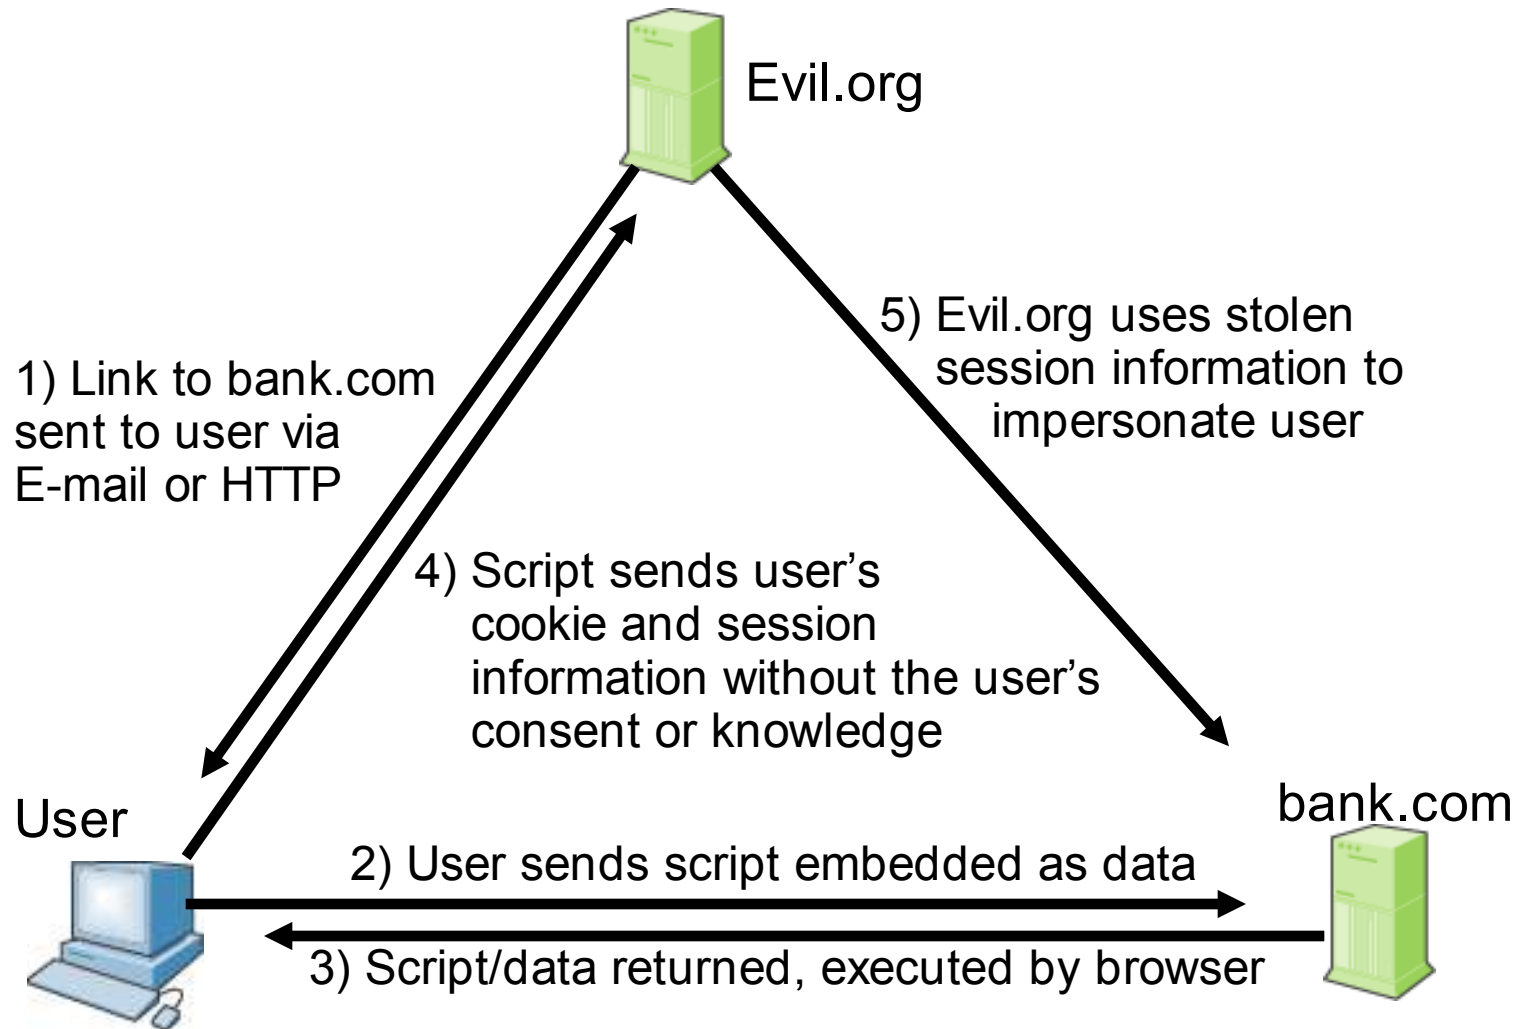 Evil.org
5) Evil.org uses stolen
session information to
impersonate user
1) Link to bank.com
sent to user via
E-mail or HTTP
4) Script sends user’s
cookie and session
information without the user’s
consent or knowledge
User
bank.com
2) User sends script embedded as data
3) Script/data returned, executed by browser